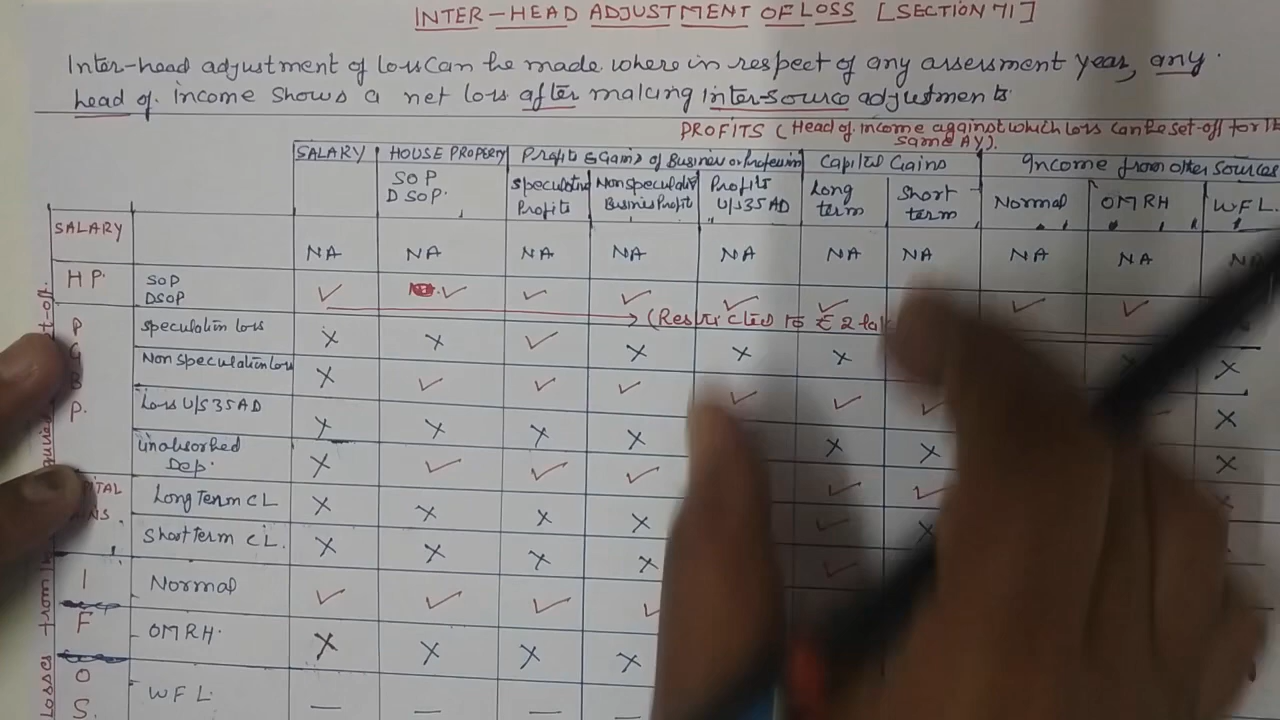 INTER-HEAD ADJUSTMENT OF LOSS [SECTION 71]
Inter-head adjustment of loss can be made where in respect of any assessment year, any
head of income shows a net loss after making inter-source adjustments
PROFITS (Head of income against which loss can be set-off for
same AY).
SALARY HOUSE PROPERTY Profits & Gains of Business or Profession Capital Gains Income from other Sources
SOP DSOP. Speculative Profits Non speculative Business Profit Profits U/S 35AD Long term Short term Normal OMRH WFL.
SALARY NA NA NA NA NA NA NA NA NA NA
HP. SOP DSOP ✓ ✓ ✓ ✓ ✓ ✓ ✓ ✓
(Restricted to ₹ 2
P G B P. speculation loss X X ✓ X X X X
Non speculation loss X ✓ ✓ ✓ ✓ ✓ ✓ X
Loss U/S 35AD X X X X X X X
unabsorbed Dep. X ✓ ✓ ✓ ✓ ✓
Long Term CL X X X X ✓ X
Short term CL. X X X X ✓
I F O S. Normal ✓ ✓ ✓ ✓
OMRH. X X X X
WFL. — — — —
Losses from